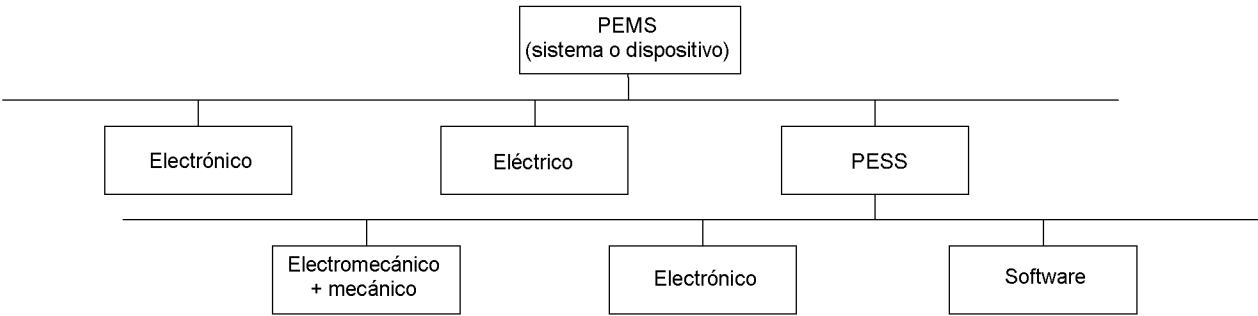 PEMS
(sistema o dispositivo)
Electrónico
Eléctrico
PESS
Electromecánico
+ mecánico
Electrónico
Software